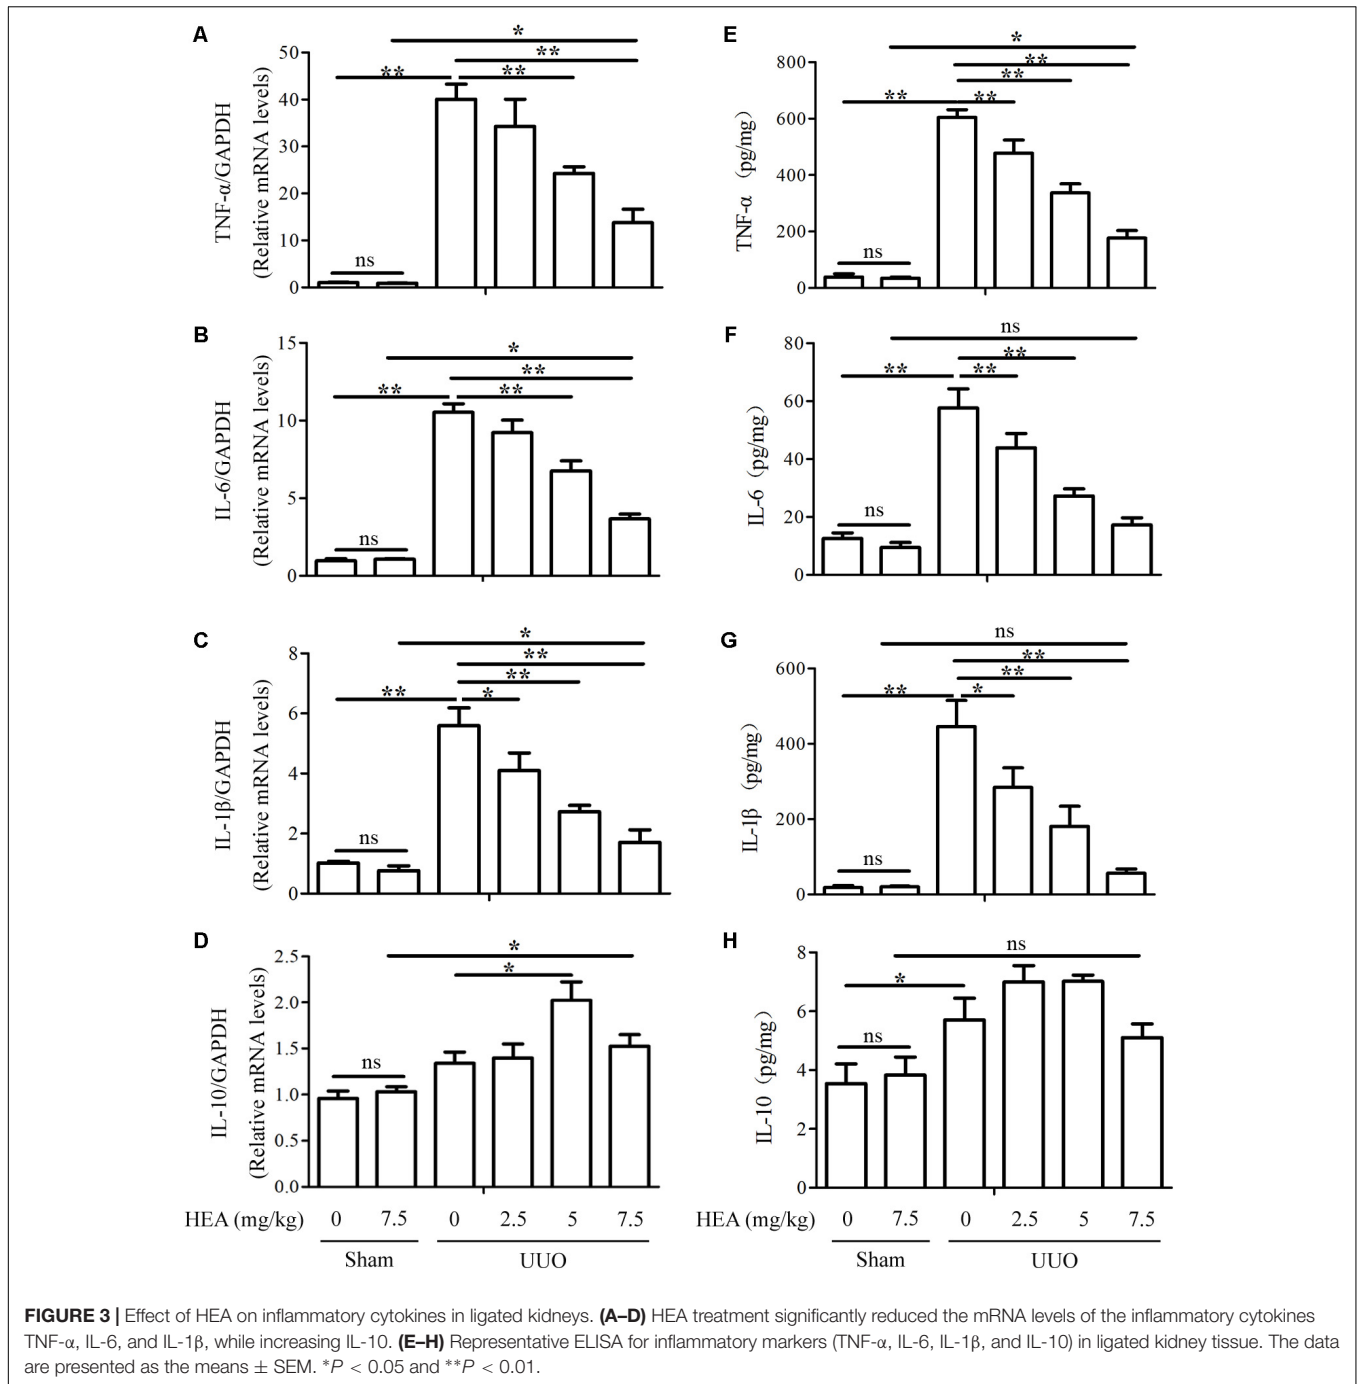 A
*
**
**
**
50
40
30
20
10
0
TNF-α/GAPDH
(Relative mRNA levels)
ns
E
*
**
**
**
**
800
600
400
200
0
TNF-α (pg/mg)
ns
B
*
**
**
**
15
10
5
0
IL-6/GAPDH
(Relative mRNA levels)
ns
F
ns
**
**
**
80
60
40
20
0
IL-6 (pg/mg)
ns
C
*
**
**
**
*
8
6
4
2
0
IL-1β/GAPDH
(Relative mRNA levels)
ns
G
ns
**
**
**
*
600
400
200
0
IL-1β (pg/mg)
ns
D
*
*
2.5
2.0
1.5
1.0
0.5
0.0
IL-10/GAPDH
(Relative mRNA levels)
ns
H
ns
*
8
6
4
2
0
IL-10 (pg/mg)
ns
HEA (mg/kg) 0 7.5 0 2.5 5 7.5
Sham UUO
HEA (mg/kg) 0 7.5 0 2.5 5 7.5
Sham UUO
FIGURE 3 | Effect of HEA on inflammatory cytokines in ligated kidneys. (A–D) HEA treatment significantly reduced the mRNA levels of the inflammatory cytokines
TNF-α, IL-6, and IL-1β, while increasing IL-10. (E–H) Representative ELISA for inflammatory markers (TNF-α, IL-6, IL-1β, and IL-10) in ligated kidney tissue. The data
are presented as the means ± SEM. *P < 0.05 and **P < 0.01.